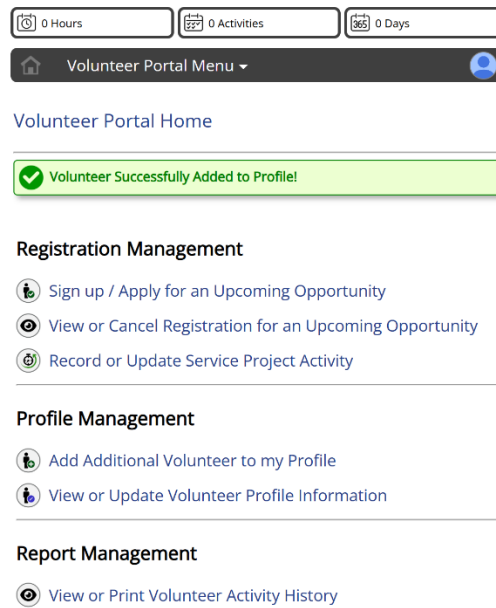 0 Hours
0 Activities
365 0 Days
Volunteer Portal Menu
Volunteer Portal Home
Volunteer Successfully Added to Profile!
Registration Management
Sign up / Apply for an Upcoming Opportunity
View or Cancel Registration for an Upcoming Opportunity
Record or Update Service Project Activity
Profile Management
Add Additional Volunteer to my Profile
View or Update Volunteer Profile Information
Report Management
View or Print Volunteer Activity History